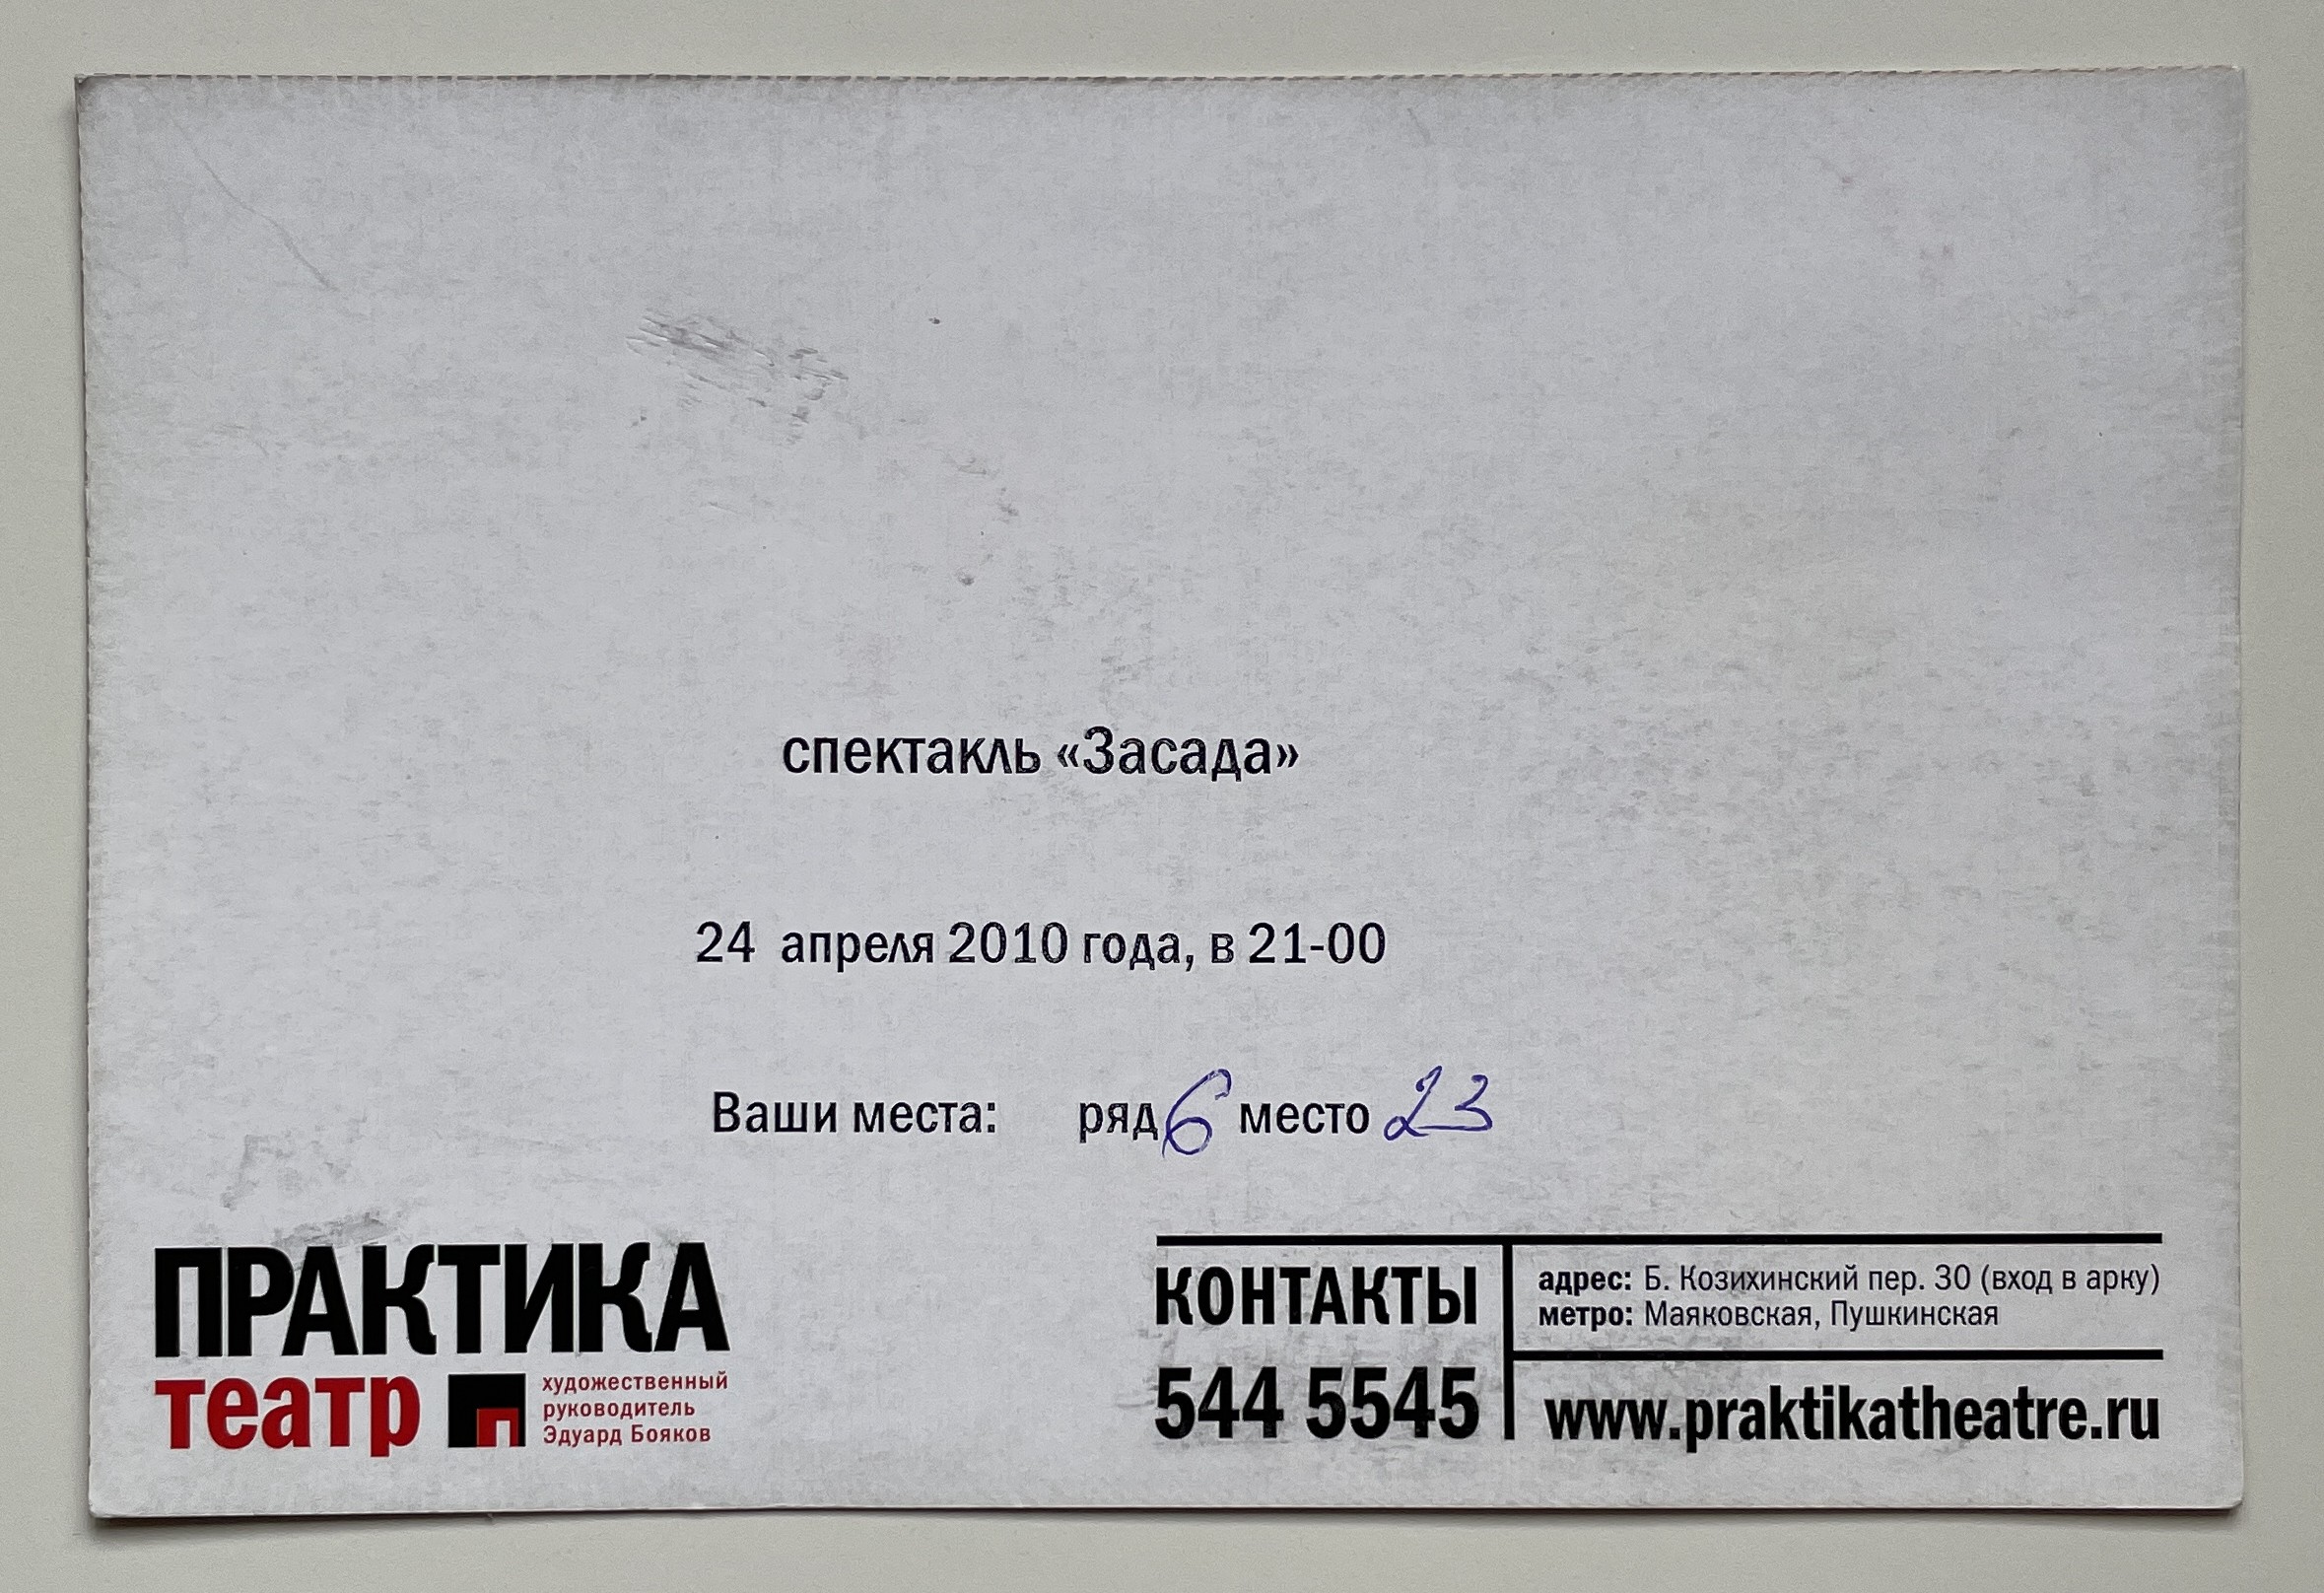 спектакль «Засада»
24 апреля 2010 года, в 21-00
Ваши места: ряд 6 место 23
ПРАКТИКА
театр
художественный
руководитель
Эдуард Бояков
КОНТАКТЫ
544 5545
адрес: Б. Козихинский пер. 30 (вход в арку)
метро: Маяковская, Пушкинская
www.praktikatheatre.ru